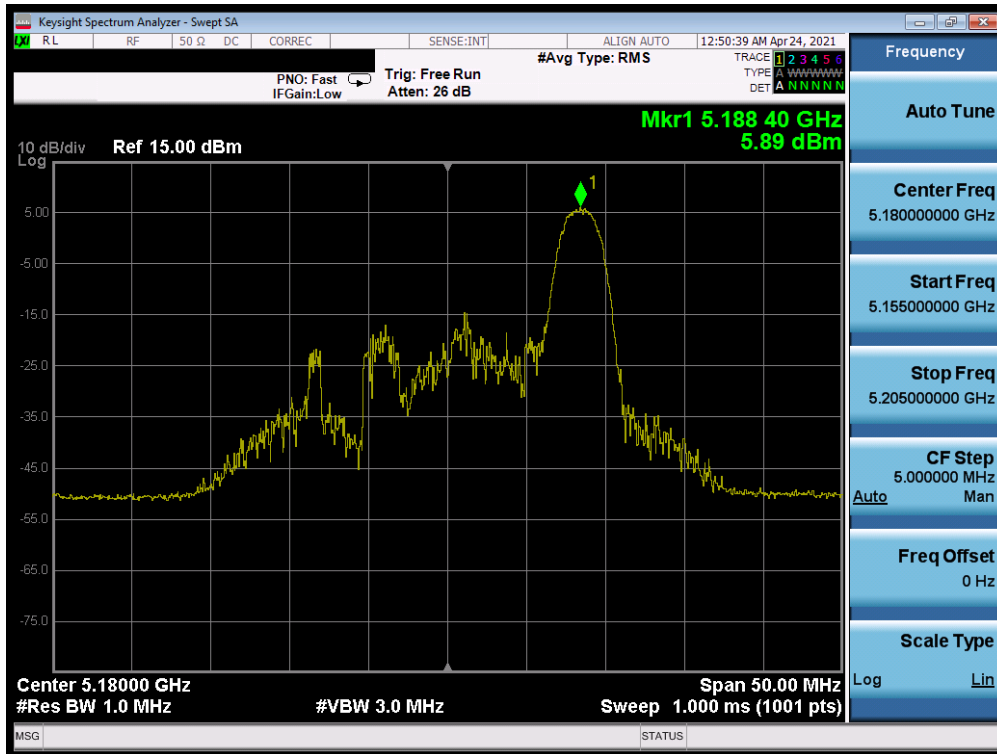 Keysight Spectrum Analyzer - Swept SA
LXI RL RF 50 Ω DC CORREC SENSE:INT ALIGN AUTO 12:50:39 AM Apr 24, 2021
#Avg Type: RMS
TRACE 1 2 3 4 5 6
PNO: Fast Trig: Free Run
TYPE A WWWWW
IFGain:Low Atten: 26 dB
DET A N N N N N
Mkr1 5.188 40 GHz
5.89 dBm
10 dB/div Ref 15.00 dBm
Log
1
5.00
-5.00
-15.0
-25.0
-35.0
-45.0
-55.0
-65.0
-75.0
Center 5.18000 GHz Span 50.00 MHz
#Res BW 1.0 MHz #VBW 3.0 MHz Sweep 1.000 ms (1001 pts)
MSG STATUS
Frequency
Auto Tune
Center Freq
5.180000000 GHz
Start Freq
5.155000000 GHz
Stop Freq
5.205000000 GHz
CF Step
5.000000 MHz
Auto Man
Freq Offset
0 Hz
Scale Type
Log Lin